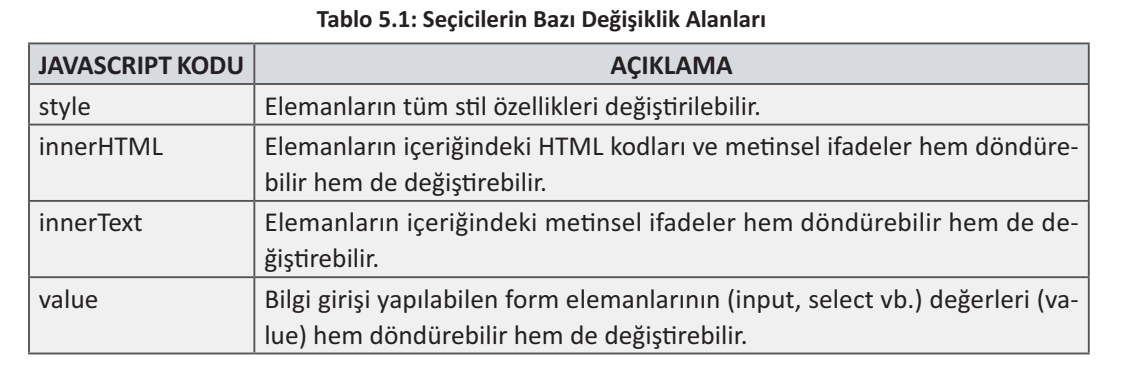 Tablo 5.1: Seçicilerin Bazı Değişiklik Alanları
JAVASCRIPT KODU AÇIKLAMA
style Elemanların tüm stil özellikleri değiştirilebilir.
innerHTML Elemanların içeriğindeki HTML kodları ve metinsel ifadeler hem döndüre-
bilir hem de değiştirebilir.
innerText Elemanların içeriğindeki metinsel ifadeler hem döndürebilir hem de de-
ğiştirebilir.
value Bilgi girişi yapılabilen form elemanlarının (input, select vb.) değerleri (va-
lue) hem döndürebilir hem de değiştirebilir.